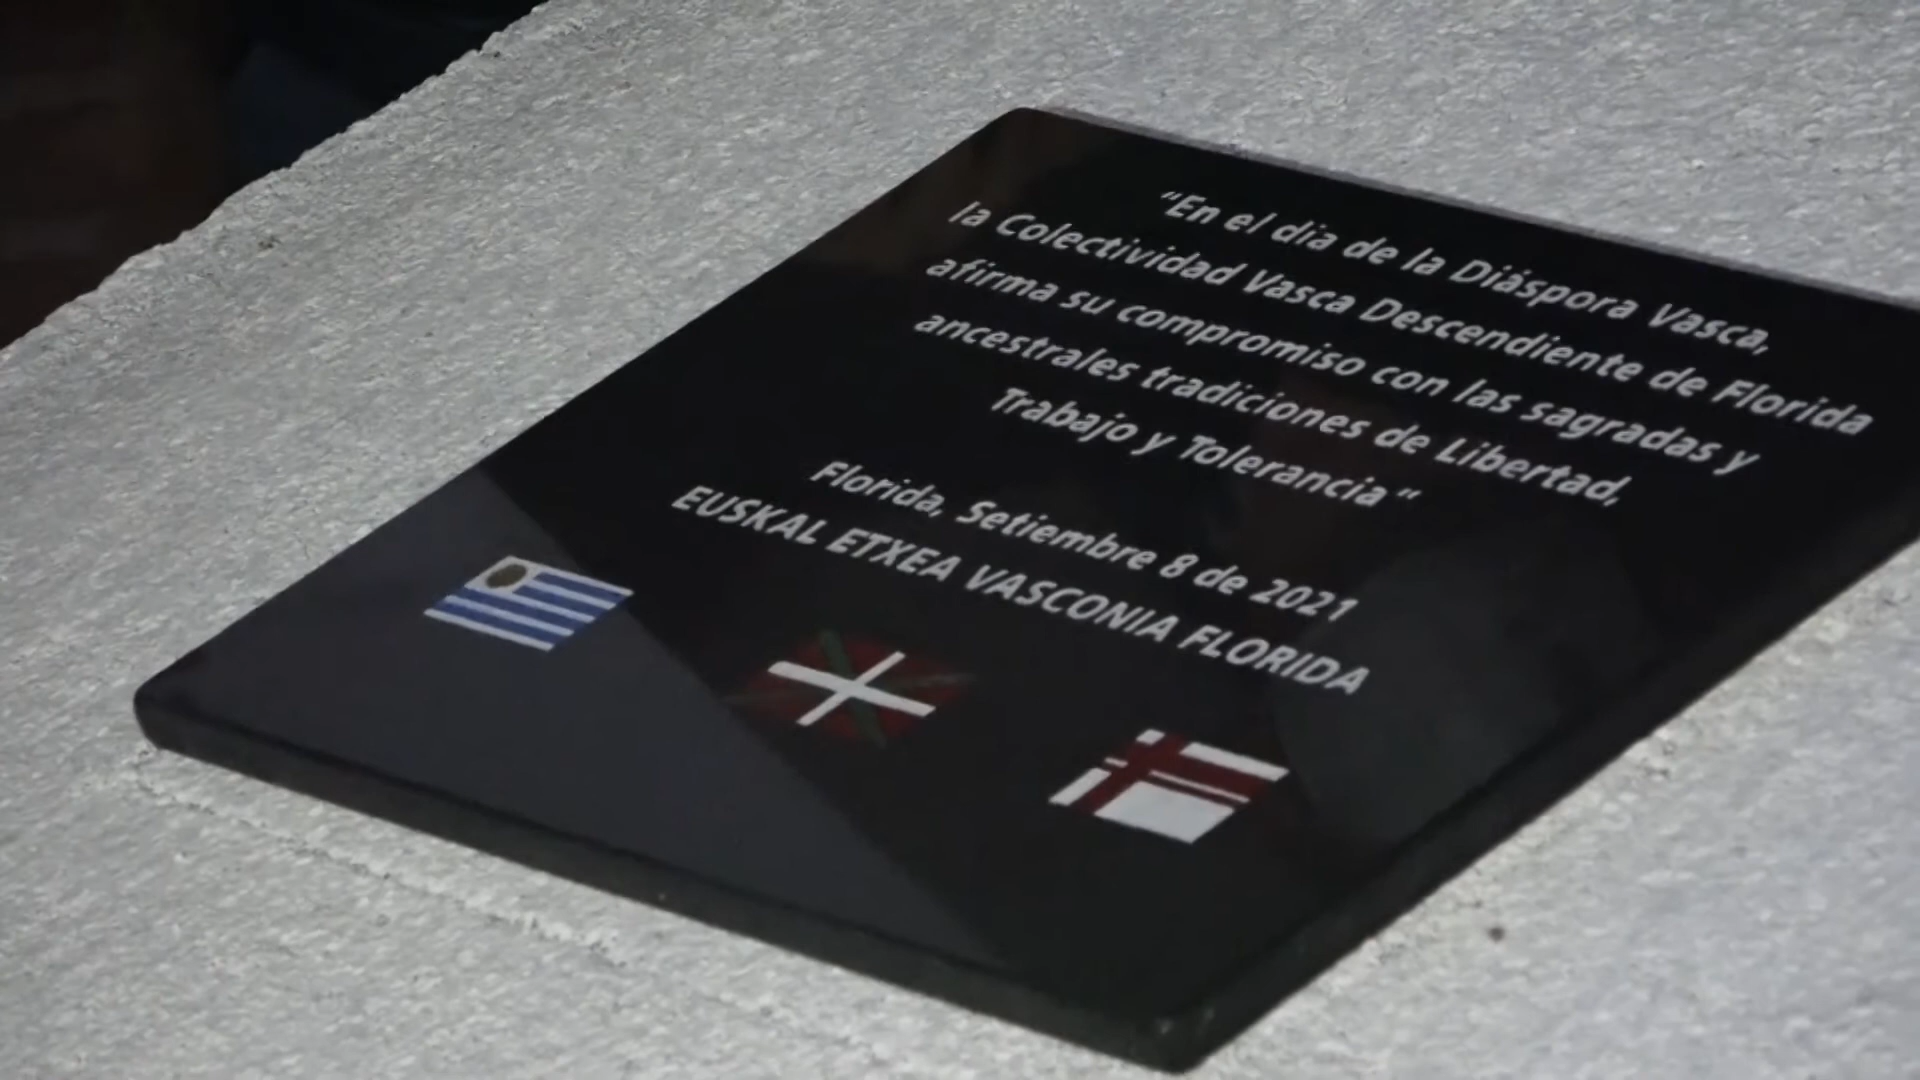 “En el dia de la Diáspora Vasca,
la Colectividad Vasca Descendiente de Florida
afirma su compromiso con las sagradas y
ancestrales tradiciones de Libertad,
Trabajo y Tolerancia“
Florida, Setiembre 8 de 2021
EUSKAL ETXEA VASCONIA FLORIDA